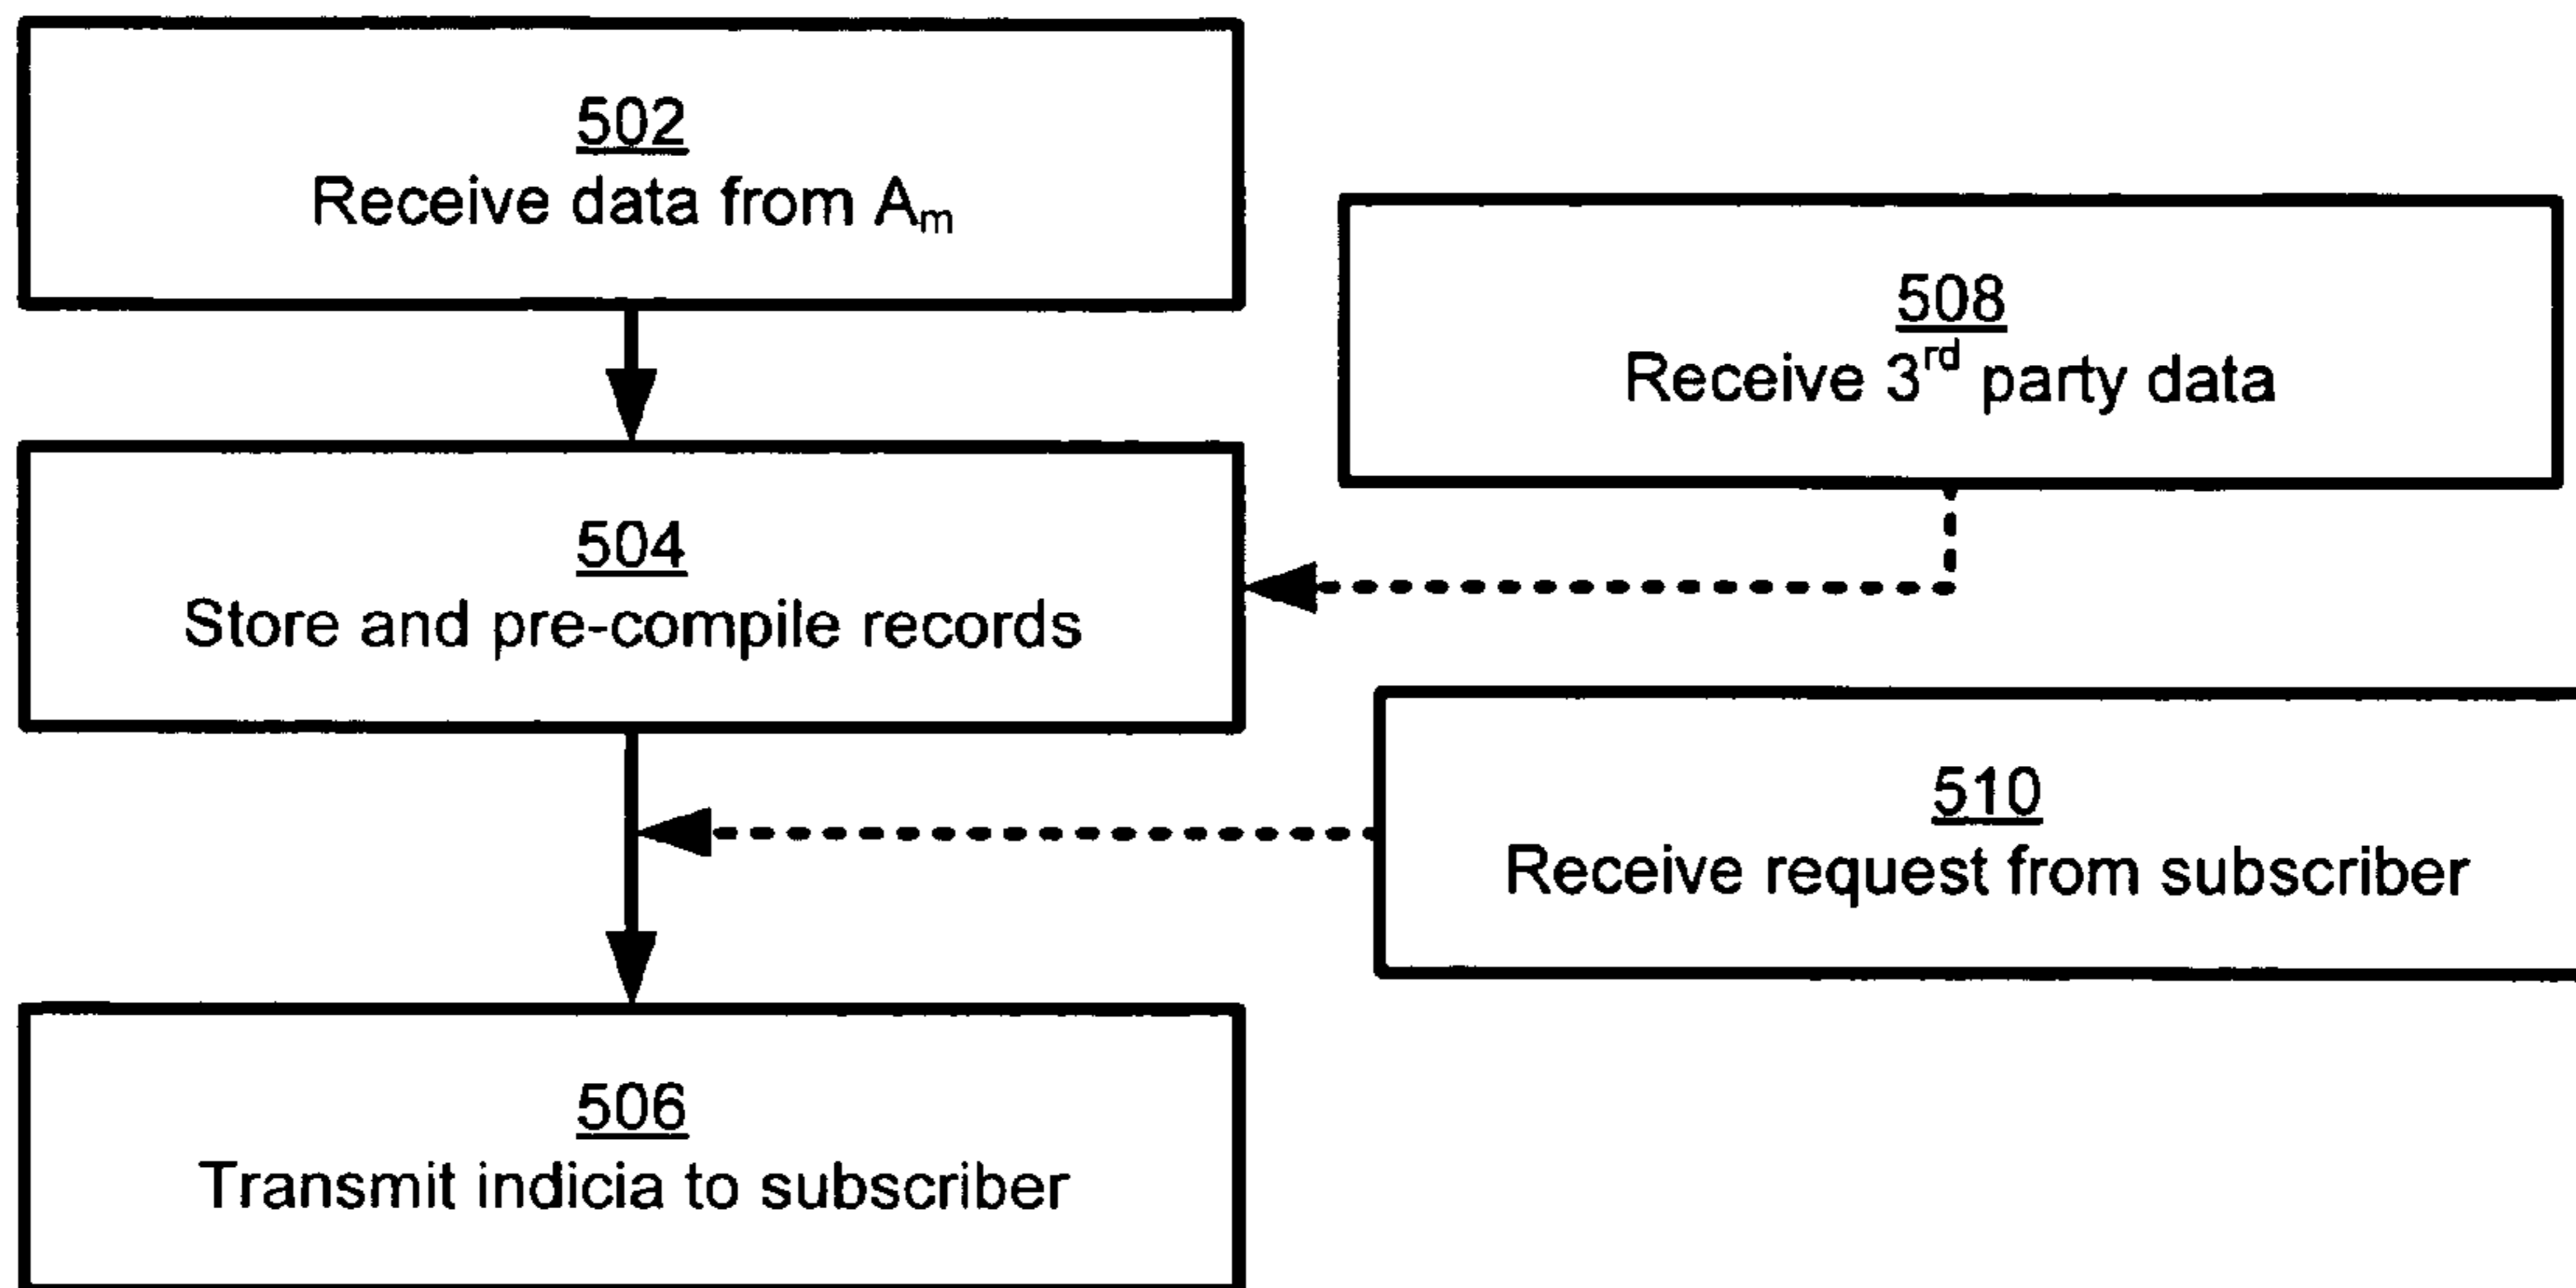 502
Receive data from Aₘ
508
Receive 3ʳᵈ party data
504
Store and pre-compile records
510
Receive request from subscriber
506
Transmit indicia to subscriber